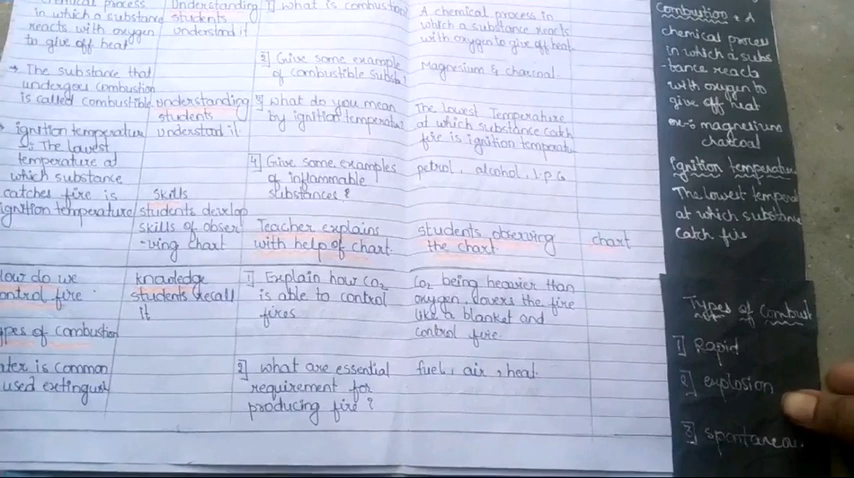 process
in which a substance
reacts with oxygen
to give off heat
→ The substance that
undergou combustion
is called combustible
→ ignition temperature
The lowest
temperature at
which substance
catches fire is
ignition temperature
How do we
control fire
types of combustion
is common
used
Understanding
students
understand it
understanding
students
understand it
skills
students develop
skills of obser
-ving chart
knowledge
students recall
it
1] what is combustion
2] Give some example
of combustible
3] what do you mean
by ignition temperature
4] Give some examples
of inflammable
substances?
Teacher explains
with help of chart.
1] Explain how CO2
is able to control
fires
2] what are essential
requirement for
producing fire?
A chemical process in
which a substance reacts
with oxygen to give off heat.
Magnesium & charcoal.
The lowest Temperature
at which substance catch
fire is ignition temperatu
petrol, alcohol, L.P.G
students observing
the chart
CO2 being heavier than
oxygen, covers the fire
like a blanket and
control fire.
fuel, air, heat.
chart
Combustion: A
chemical process
in which a subs
-tance reacts
with oxygen to
give off heat
ex-: magnesium
charcoal
Ignition temperature
The lowest temperat
at which substance
catch fire
Types of Combust
1] Rapid
2] explosion
3] spontaneou